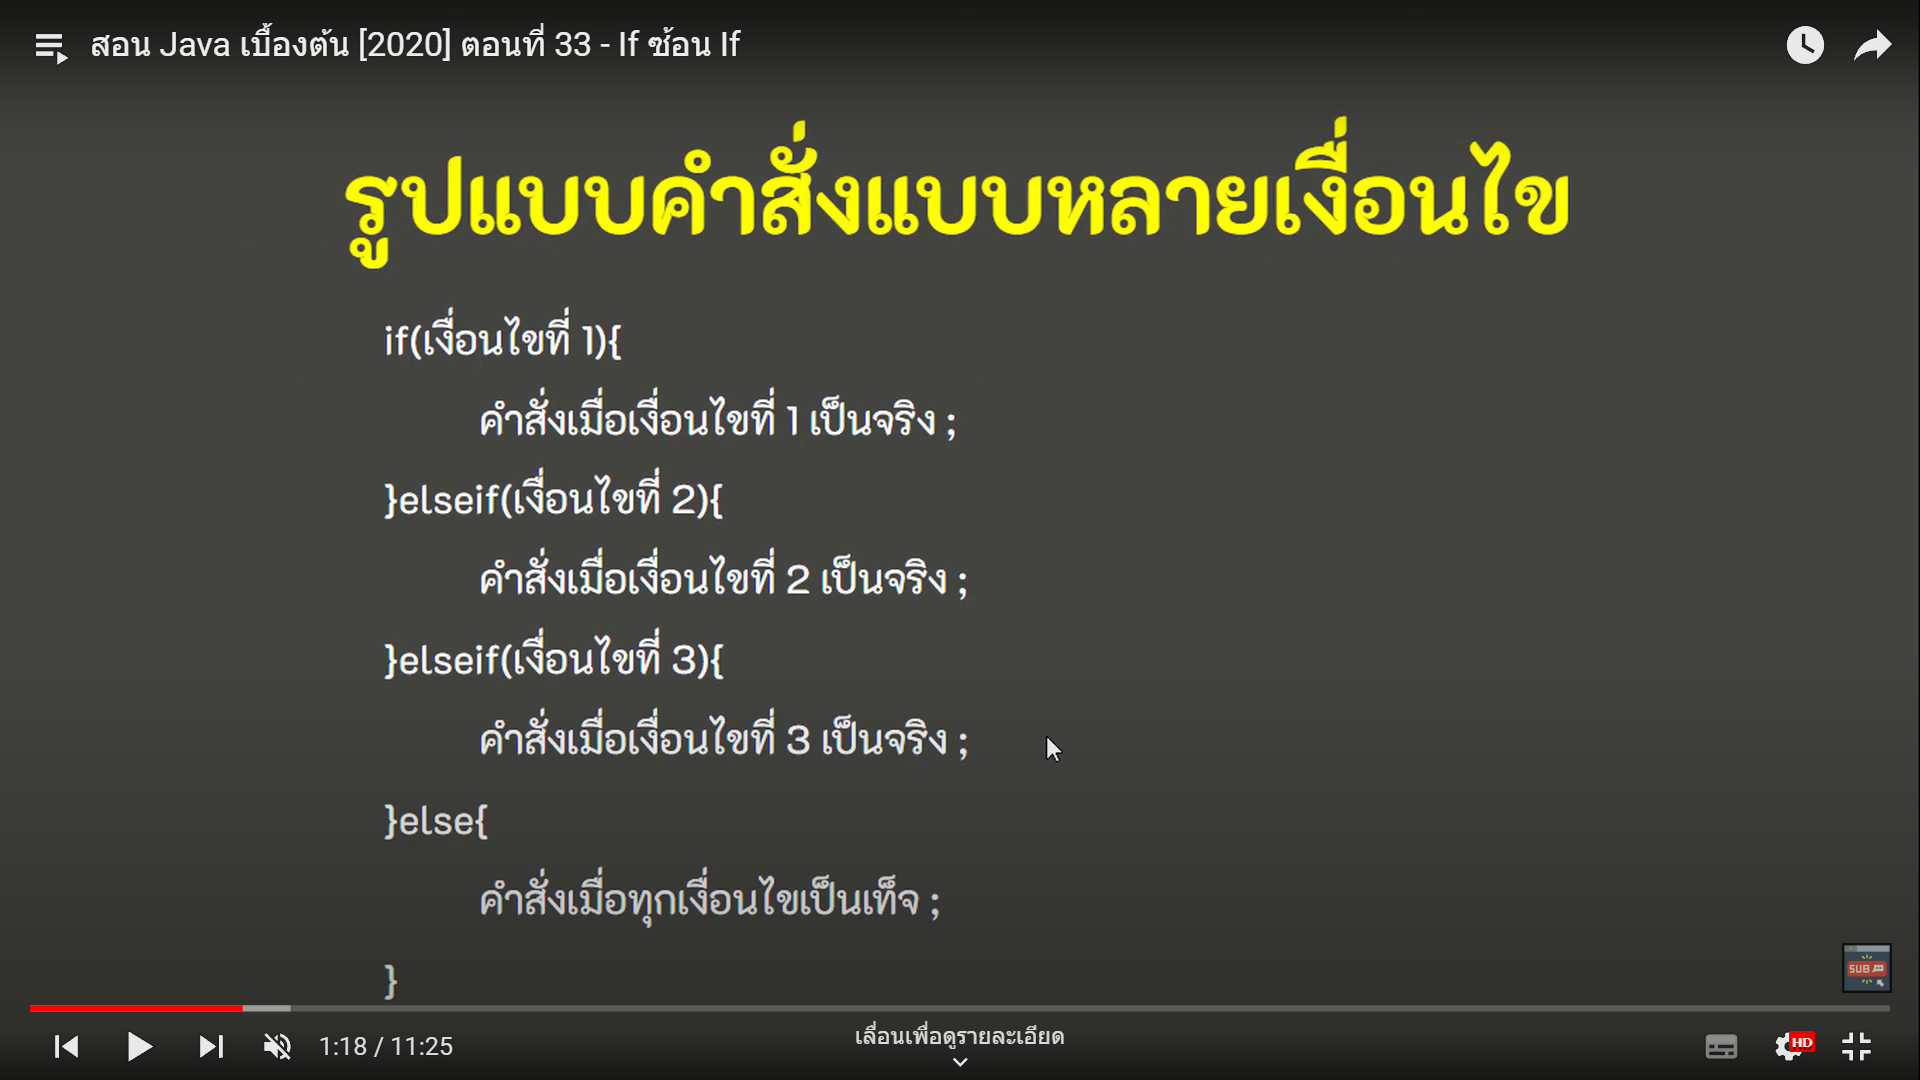 สอน Java เบื้องต้น [2020] ตอนที่ 33 - If ซ้อน If
รูปแบบคำสั่งแบบหลายเงื่อนไข
if(เงื่อนไขที่ 1){
คำสั่งเมื่อเงื่อนไขที่ 1 เป็นจริง ;
}elseif(เงื่อนไขที่ 2){
คำสั่งเมื่อเงื่อนไขที่ 2 เป็นจริง ;
}elseif(เงื่อนไขที่ 3){
คำสั่งเมื่อเงื่อนไขที่ 3 เป็นจริง ;
}else{
คำสั่งเมื่อทุกเงื่อนไขเป็นเท็จ ;
}
SUB
1:18 / 11:25
เลื่อนเพื่อดูรายละเอียด
HD